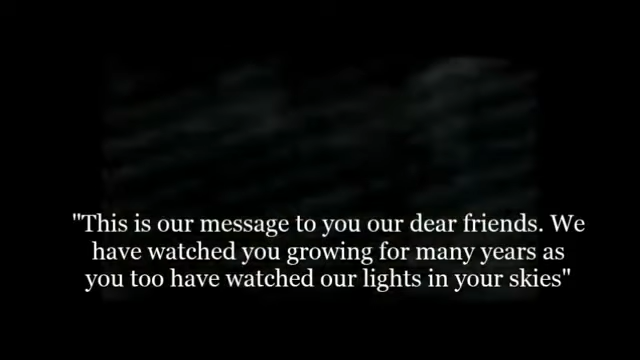 "This is our message to you our dear friends. We
have watched you growing for many years as
you too have watched our lights in your skies"